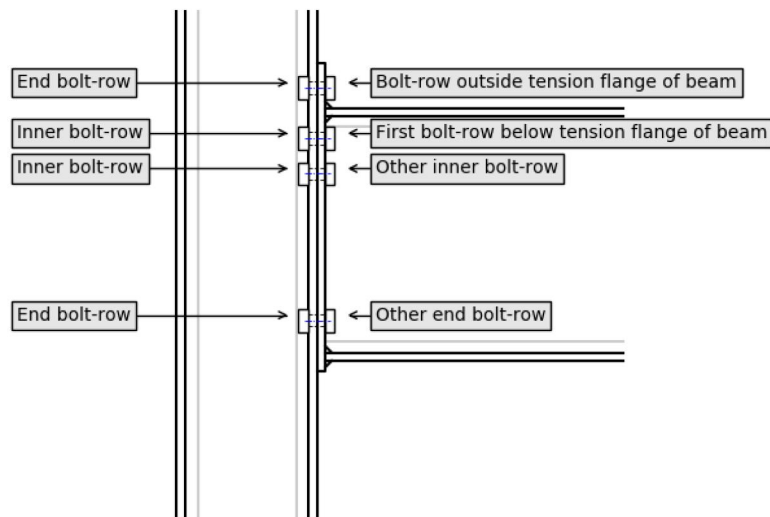 End bolt-row
Bolt-row outside tension flange of beam
Inner bolt-row
First bolt-row below tension flange of beam
Inner bolt-row
Other inner bolt-row
End bolt-row
Other end bolt-row